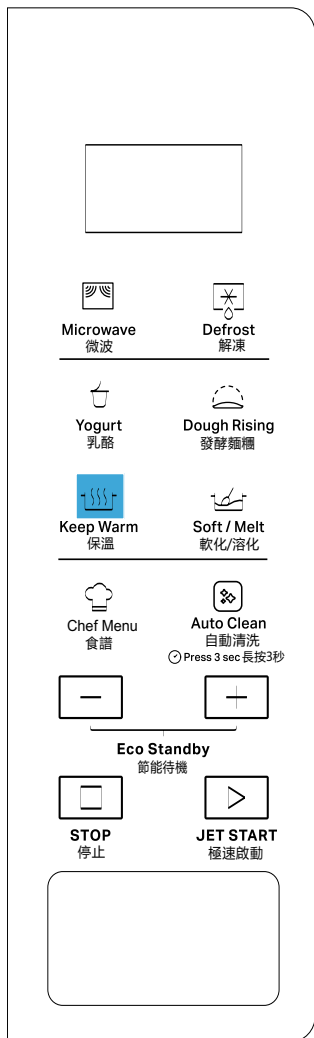 Microwave
微波
Defrost
解凍
Yogurt
乳酪
Dough Rising
發酵麵糰
Keep Warm
保溫
Soft / Melt
軟化/溶化
Chef Menu
食譜
Auto Clean
自動清洗
Press 3 sec 長按3秒
Eco Standby
節能待機
STOP
停止
JET START
極速啟動